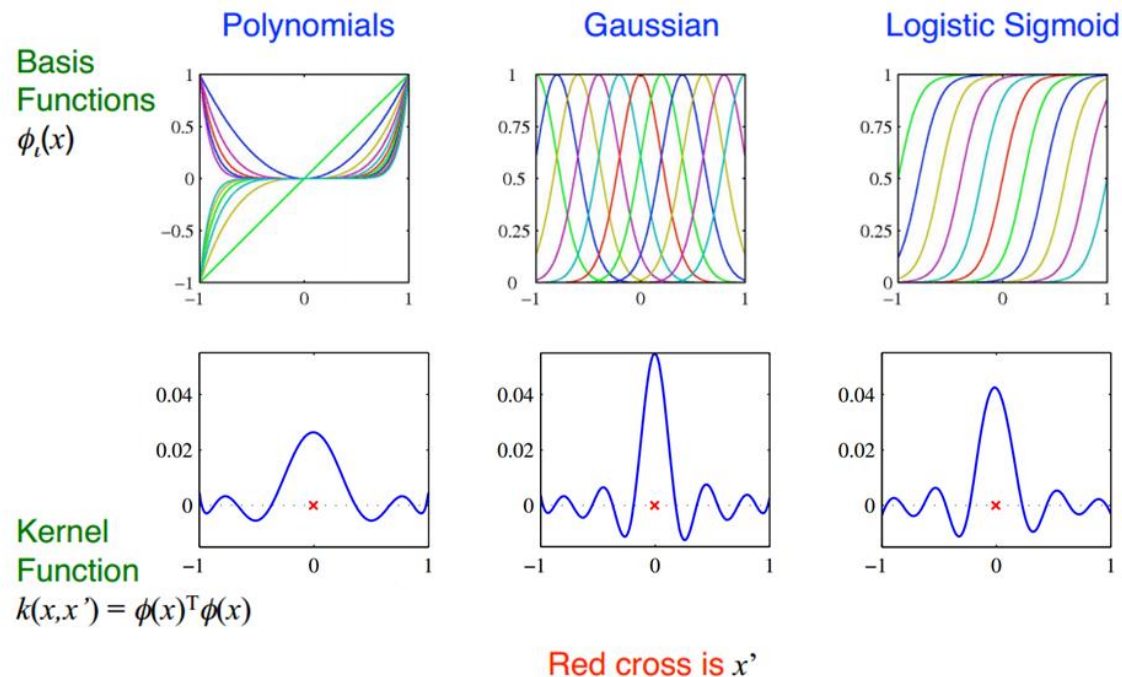 Polynomials Gaussian Logistic Sigmoid
Basis
Functions
ϕι(x)
1 0.5 0 −0.5 −1
−1 0 1
1 0.75 0.5 0.25 0
−1 0 1
1 0.75 0.5 0.25 0
−1 0 1
0.04 0.02 0
−1 0 1
0.04 0.02 0
−1 0 1
0.04 0.02 0
−1 0 1
Kernel
Function
k(x,x’) = ϕ(x)ᵀϕ(x)
Red cross is x’